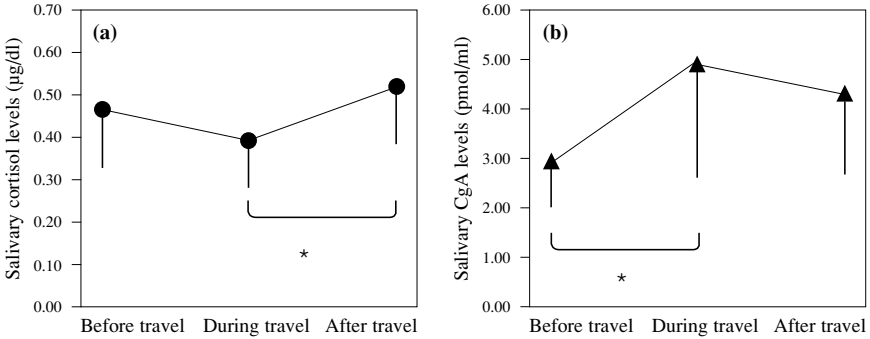 (a)
Salivary cortisol levels (μg/dl)
0.70
0.60
0.50
0.40
0.30
0.20
0.10
0.00
*
Before travel During travel After travel
(b)
Salivary CgA levels (pmol/ml)
6.00
5.00
4.00
3.00
2.00
1.00
0.00
*
Before travel During travel After travel